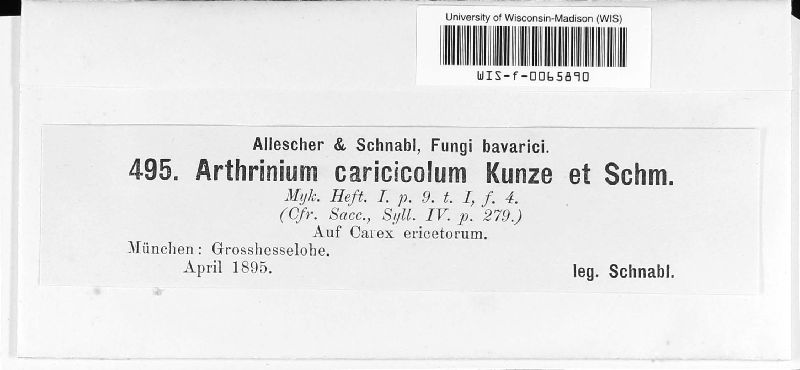 University of Wisconsin-Madison (WIS)
WIS-f-0065890
Allescher & Schnabl, Fungi bavarici.
495. Arthrinium caricicolum Kunze et Schm.
Myk. Heft. I. p. 9. t. I, f. 4.
(Cfr. Sacc., Syll. IV. p. 279.)
Auf Carex ericetorum.
München: Grosshesselohe.
April 1895.
leg. Schnabl.